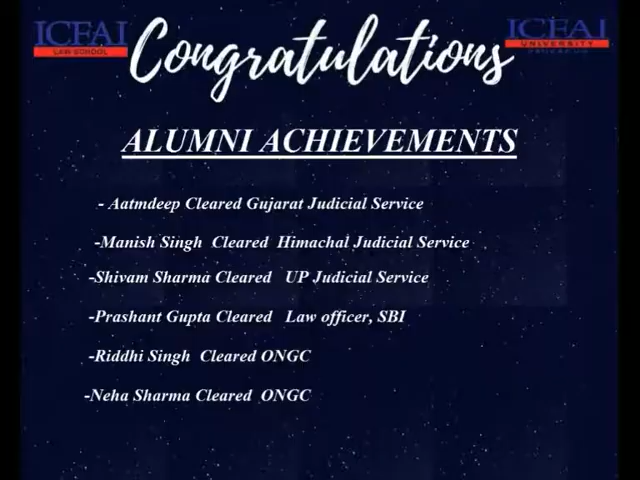 ICFAI
LAW SCHOOL
Congratulations
ICFAI
UNIVERSITY
ALUMNI ACHIEVEMENTS
- Aatmdeep Cleared Gujarat Judicial Service
-Manish Singh Cleared Himachal Judicial Service
-Shivam Sharma Cleared UP Judicial Service
-Prashant Gupta Cleared Law officer, SBI
-Riddhi Singh Cleared ONGC
-Neha Sharma Cleared ONGC